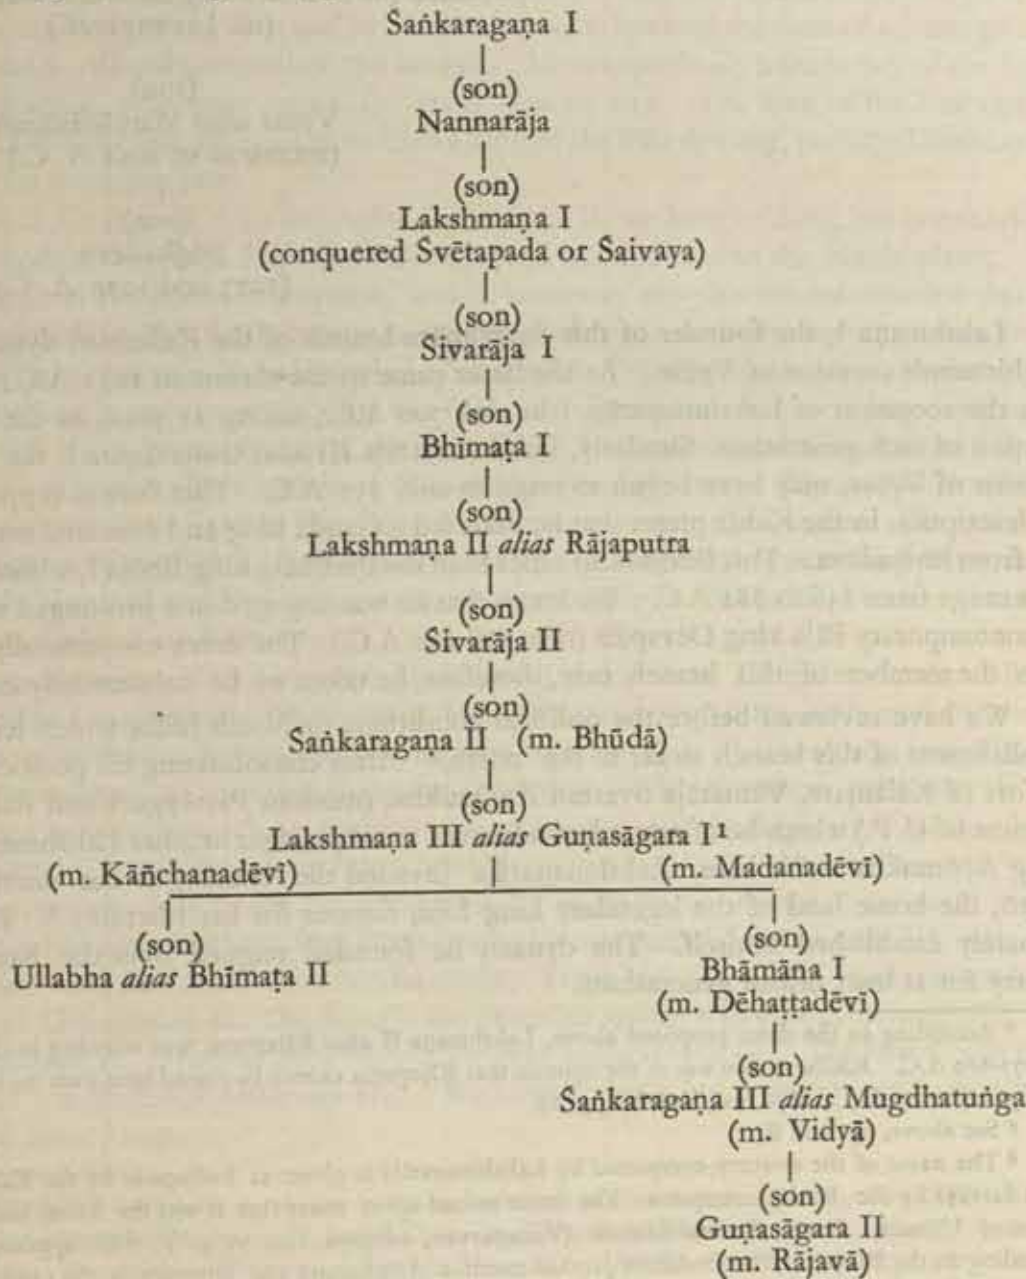 Śaṅkaragaṇa I
(son)
Nannarāja
(son)
Lakshmaṇa I
(conquered Śvētapada or Śaivaya)
(son)
Śivarāja I
(son)
Bhīmaṭa I
(son)
Lakshmaṇa II alias Rājaputra
(son)
Śivarāja II
(son)
Śaṅkaragaṇa II (m. Bhūdā)
(son)
Lakshmaṇa III alias Guṇasāgara I¹
(m. Kāñchanadēvī) (m. Madanadēvī)
(son) (son)
Ullabha alias Bhīmaṭa II Bhāmāna I
(m. Dēhaṭṭadēvī)
(son)
Śaṅkaragaṇa III alias Mugdhatuṅga
(m. Vidyā)
(son)
Guṇasāgara II
(m. Rājavā)